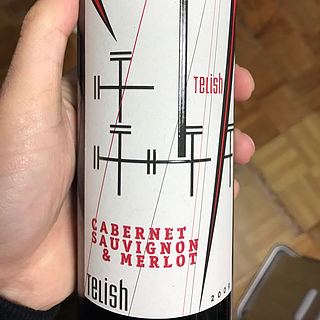 TELISH
CABERNET
SAUVIGNON
& MERLOT
TELISH